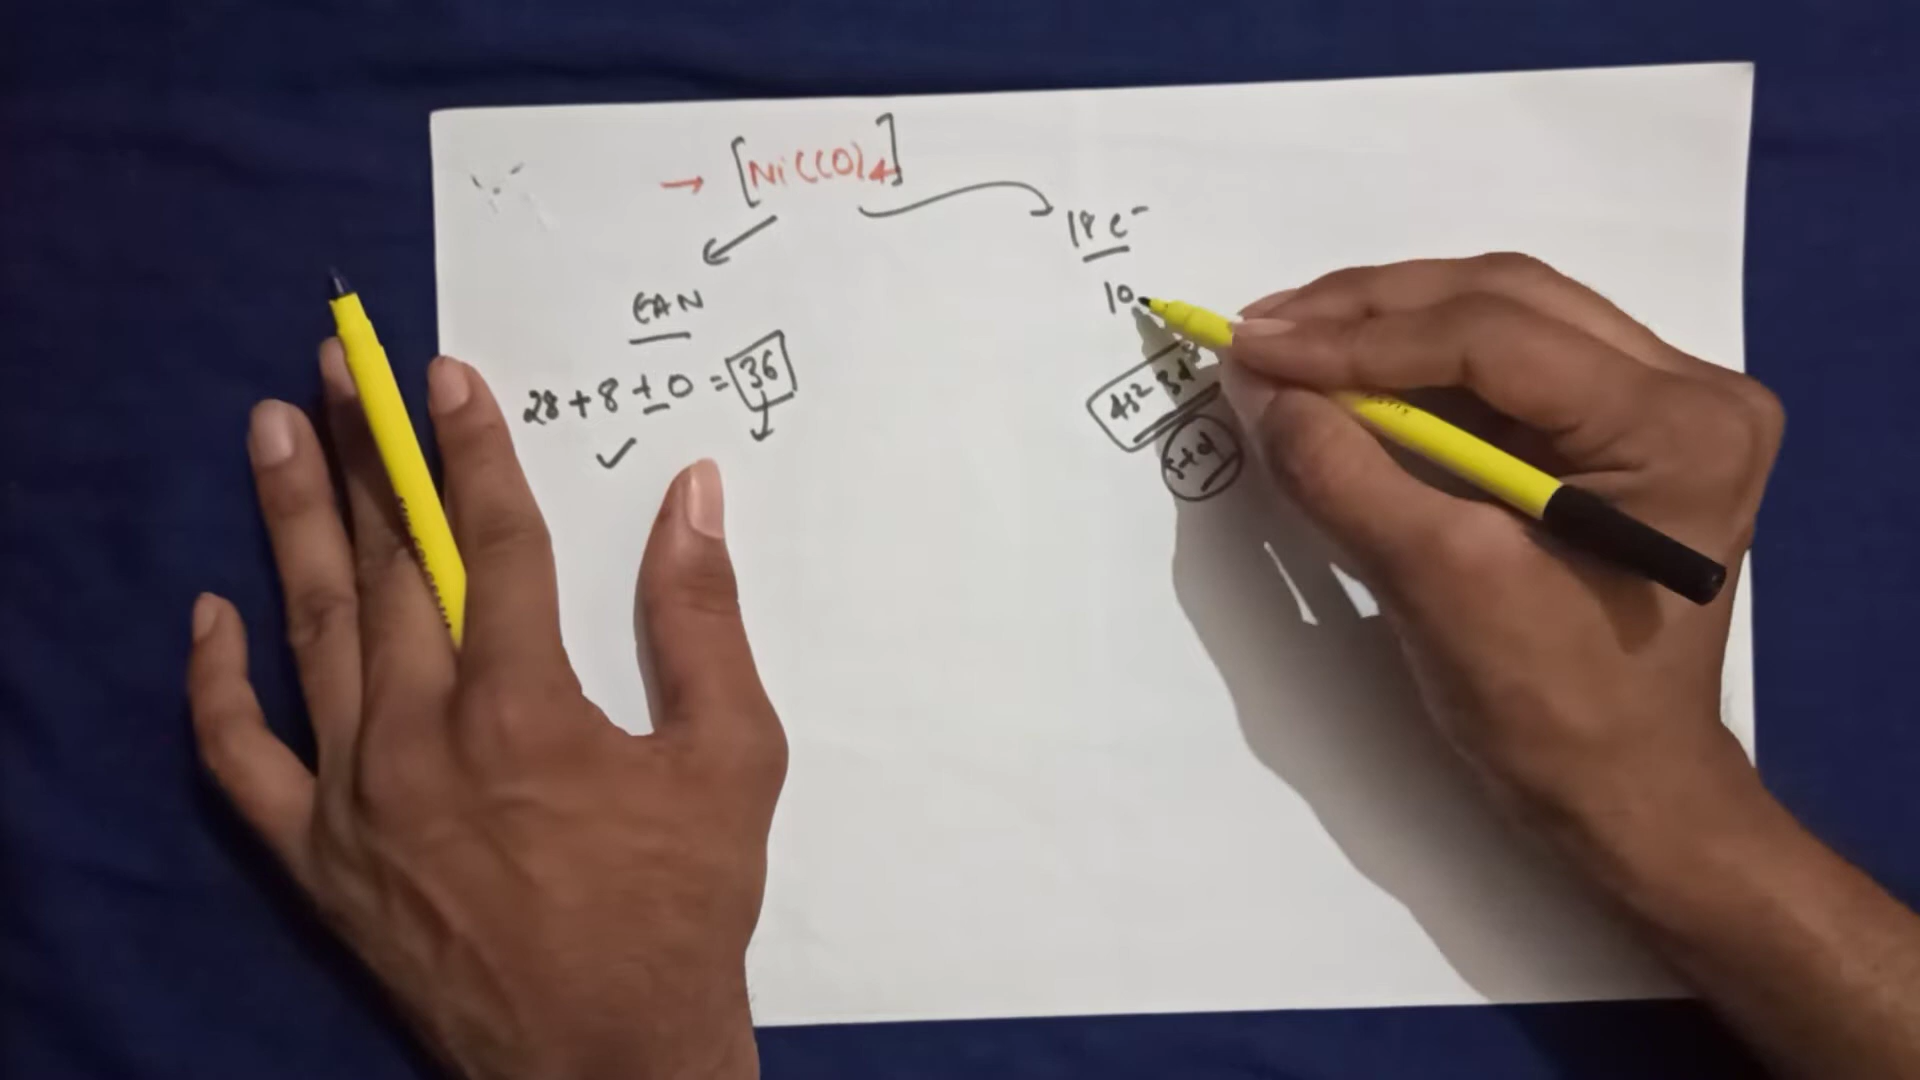 → [Ni(CO)4]
18 e-
EAN
10
28 + 8 ± 0 = 36
4s² 3d⁸
s+d